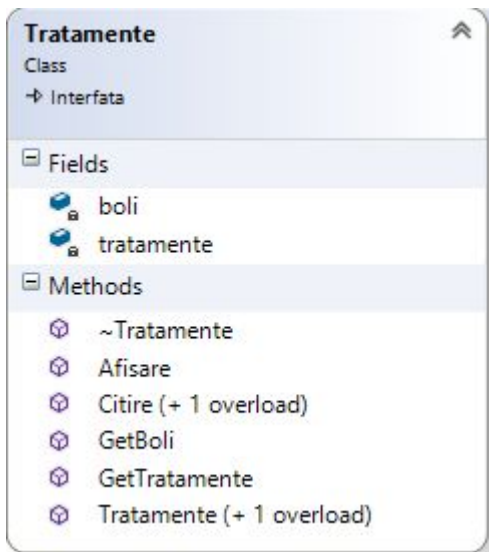 Tratamente
Class
Interfata
Fields
boli
tratamente
Methods
~Tratamente
Afisare
Citire (+ 1 overload)
GetBoli
GetTratamente
Tratamente (+ 1 overload)